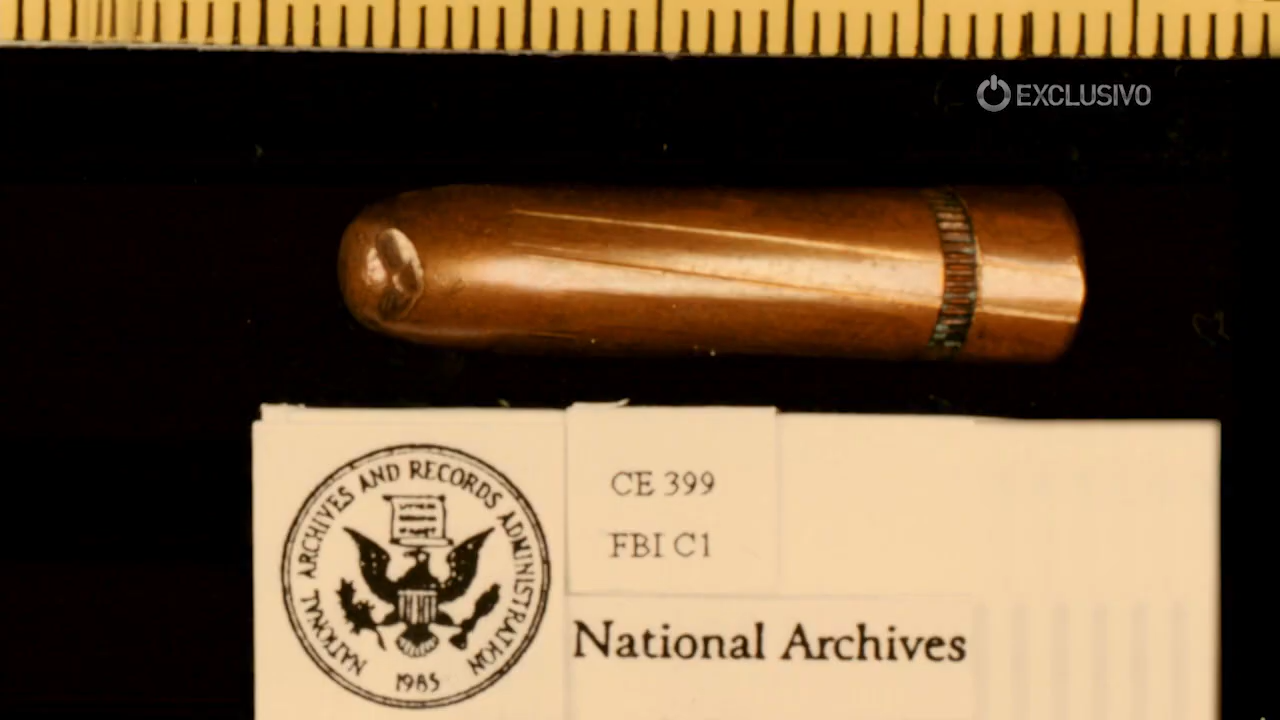 EXCLUSIVO
NATIONAL ARCHIVES AND RECORDS ADMINISTRATION
1985
CE 399
FBI C1
National Archives